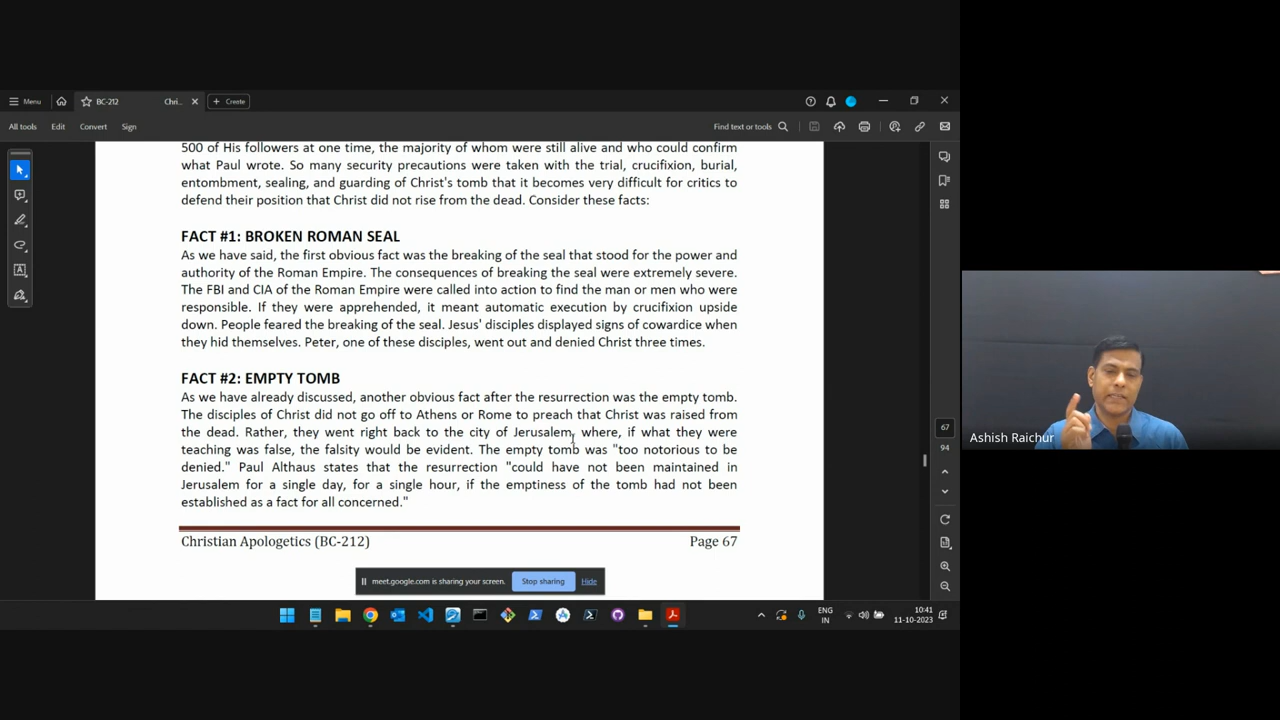 Menu
BC-212
Chri...
Create
All tools
Edit
Convert
Sign
Find text or tools
500 of His followers at one time, the majority of whom were still alive and who could confirm
what Paul wrote. So many security precautions were taken with the trial, crucifixion, burial,
entombment, sealing, and guarding of Christ's tomb that it becomes very difficult for critics to
defend their position that Christ did not rise from the dead. Consider these facts:
FACT #1: BROKEN ROMAN SEAL
As we have said, the first obvious fact was the breaking of the seal that stood for the power and
authority of the Roman Empire. The consequences of breaking the seal were extremely severe.
The FBI and CIA of the Roman Empire were called into action to find the man or men who were
responsible. If they were apprehended, it meant automatic execution by crucifixion upside
down. People feared the breaking of the seal. Jesus' disciples displayed signs of cowardice when
they hid themselves. Peter, one of these disciples, went out and denied Christ three times.
FACT #2: EMPTY TOMB
As we have already discussed, another obvious fact after the resurrection was the empty tomb.
The disciples of Christ did not go off to Athens or Rome to preach that Christ was raised from
the dead. Rather, they went right back to the city of Jerusalem, where, if what they were
teaching was false, the falsity would be evident. The empty tomb was "too notorious to be
denied." Paul Althaus states that the resurrection "could have not been maintained in
Jerusalem for a single day, for a single hour, if the emptiness of the tomb had not been
established as a fact for all concerned."
Christian Apologetics (BC-212)
Page 67
67
94
meet.google.com is sharing your screen.
Stop sharing
Hide
ENG
IN
10:41
11-10-2023
Ashish Raichur